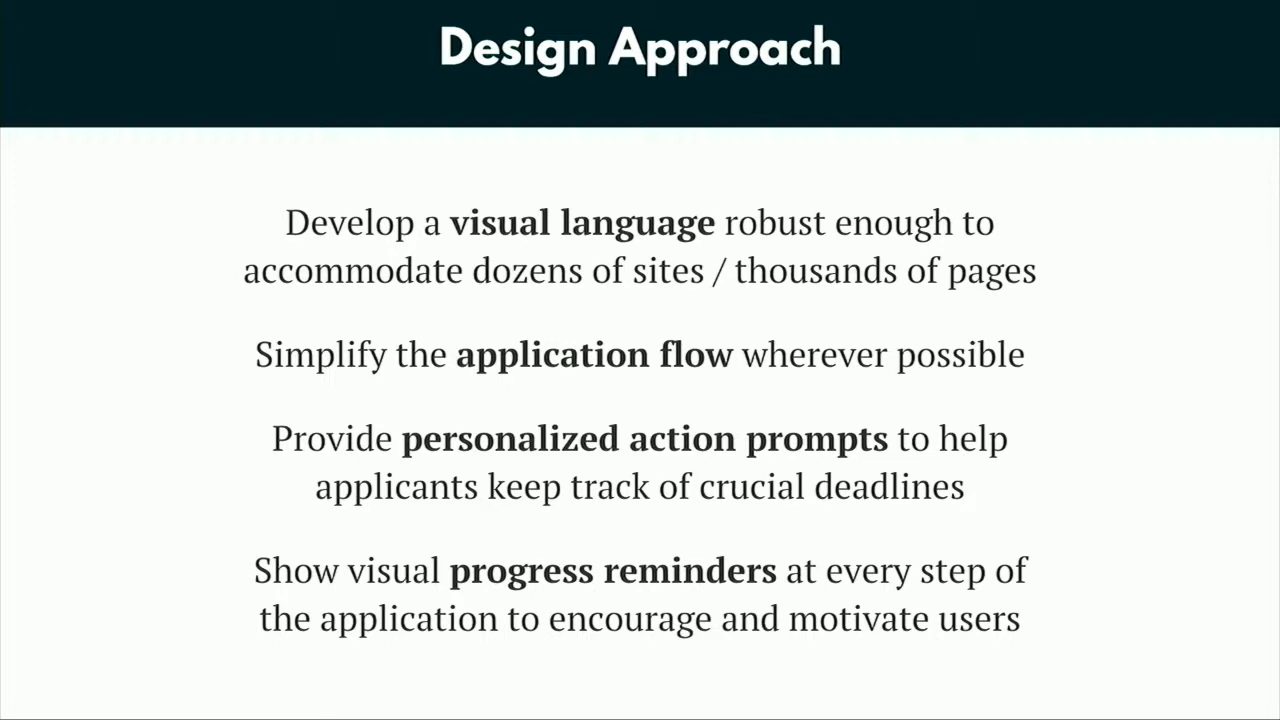 Design Approach
Develop a visual language robust enough to
accommodate dozens of sites / thousands of pages
Simplify the application flow wherever possible
Provide personalized action prompts to help
applicants keep track of crucial deadlines
Show visual progress reminders at every step of
the application to encourage and motivate users